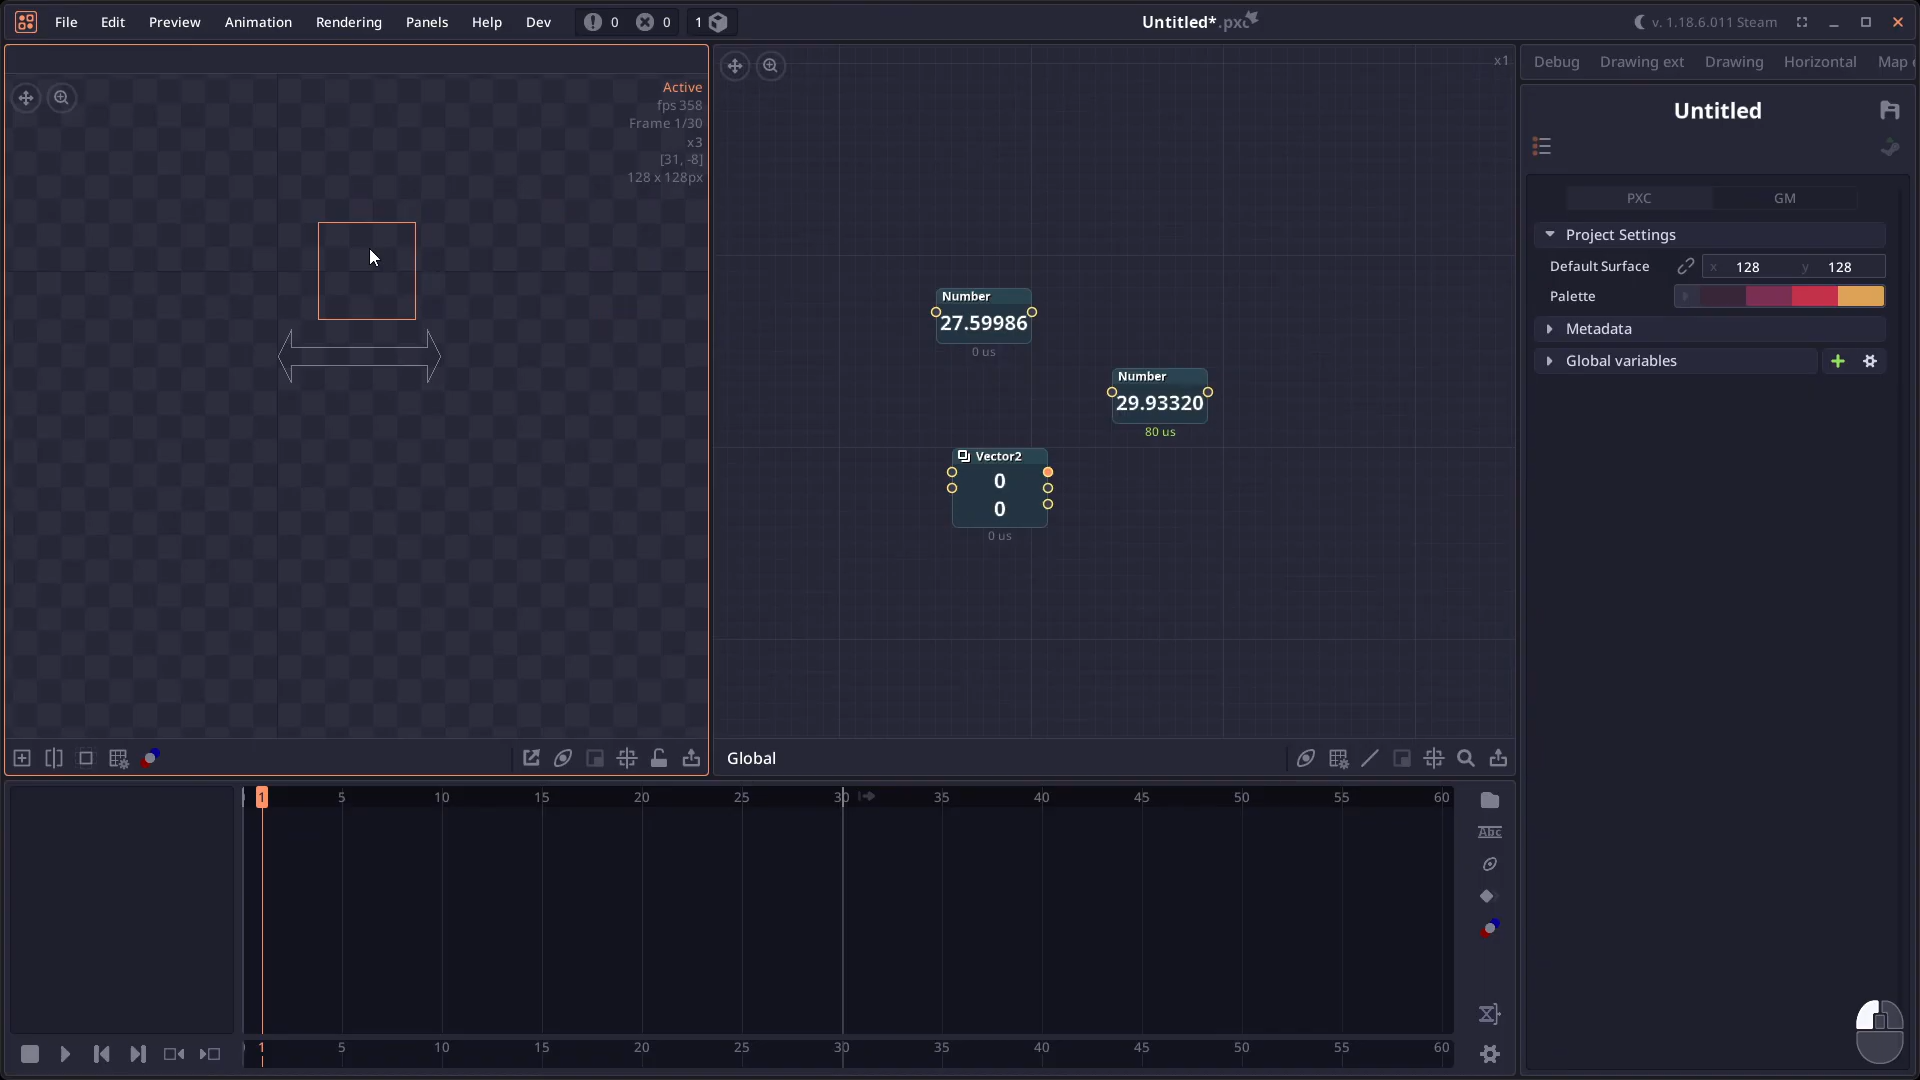 File Edit Preview Animation Rendering Panels Help Dev 0 0 1 Untitled*.pxc v. 1.18.6.011 Steam
Active
fps 358
Frame 1/30
x3
[31, -8]
128 x 128px
x1
Number
27.59986
0 us
Number
29.93320
80 us
Vector2
0
0
0 us
Global
Debug Drawing ext Drawing Horizontal Map
Untitled
PXC GM
Project Settings
Default Surface x 128 y 128
Palette
Metadata
Global variables
1 5 10 15 20 25 30 35 40 45 50 55 60
Abc
1 5 10 15 20 25 30 35 40 45 50 55 60